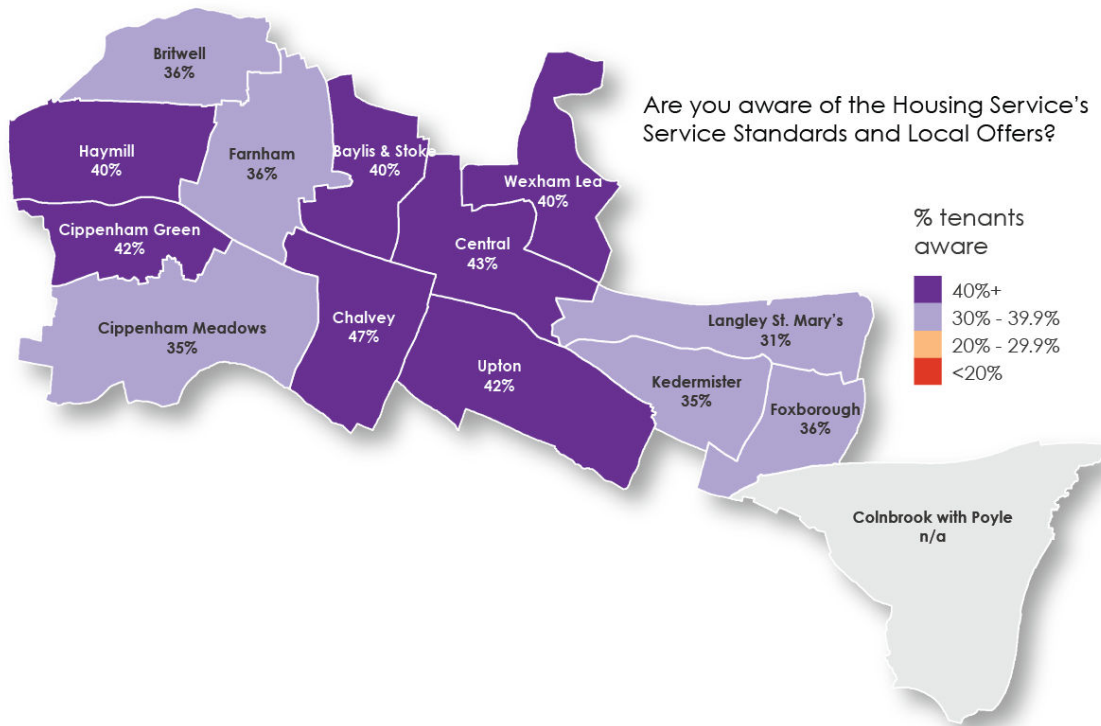 Britwell
36%
Are you aware of the Housing Service's
Service Standards and Local Offers?
Haymill
40%
Farnham
36%
Baylis & Stoke
40%
Wexham Lea
40%
Cippenham Green
42%
Central
43%
% tenants
aware
40%+
30% - 39.9%
20% - 29.9%
<20%
Cippenham Meadows
35%
Chalvey
47%
Langley St. Mary's
31%
Upton
42%
Kedermister
35%
Foxborough
36%
Colnbrook with Poyle
n/a